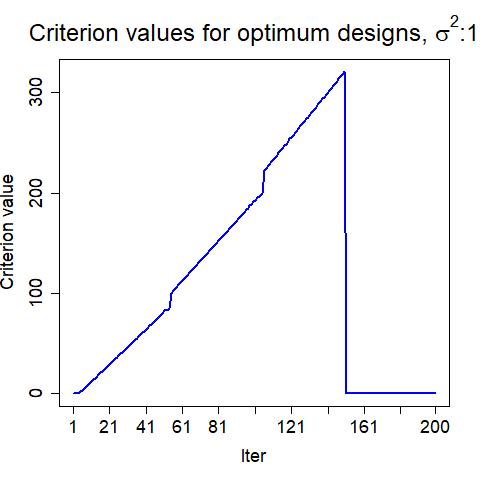 Criterion values for optimum designs, σ²:1
300
200
100
0
Criterion value
1 21 41 61 81 121 161 200
Iter